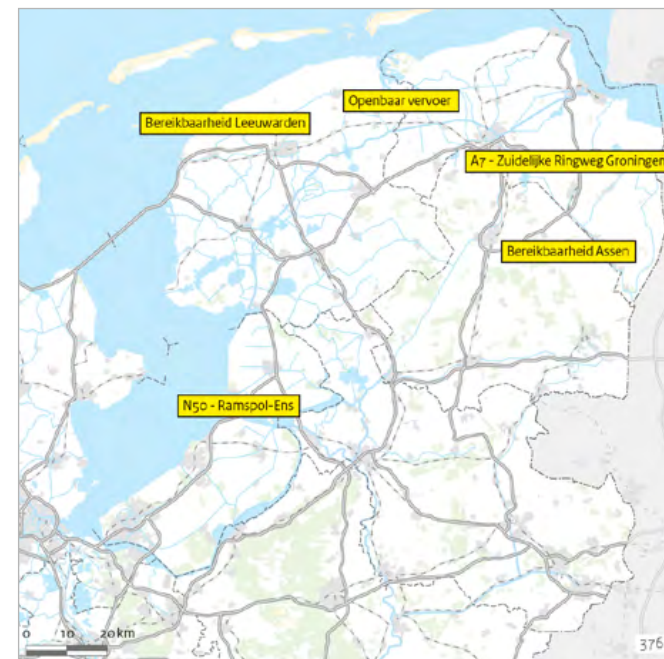 Openbaar vervoer
Bereikbaarheid Leeuwarden
A7 - Zuidelijke Ringweg Groningen
Bereikbaarheid Assen
N50 - Ramspol-Ens
0 10 20 km
376